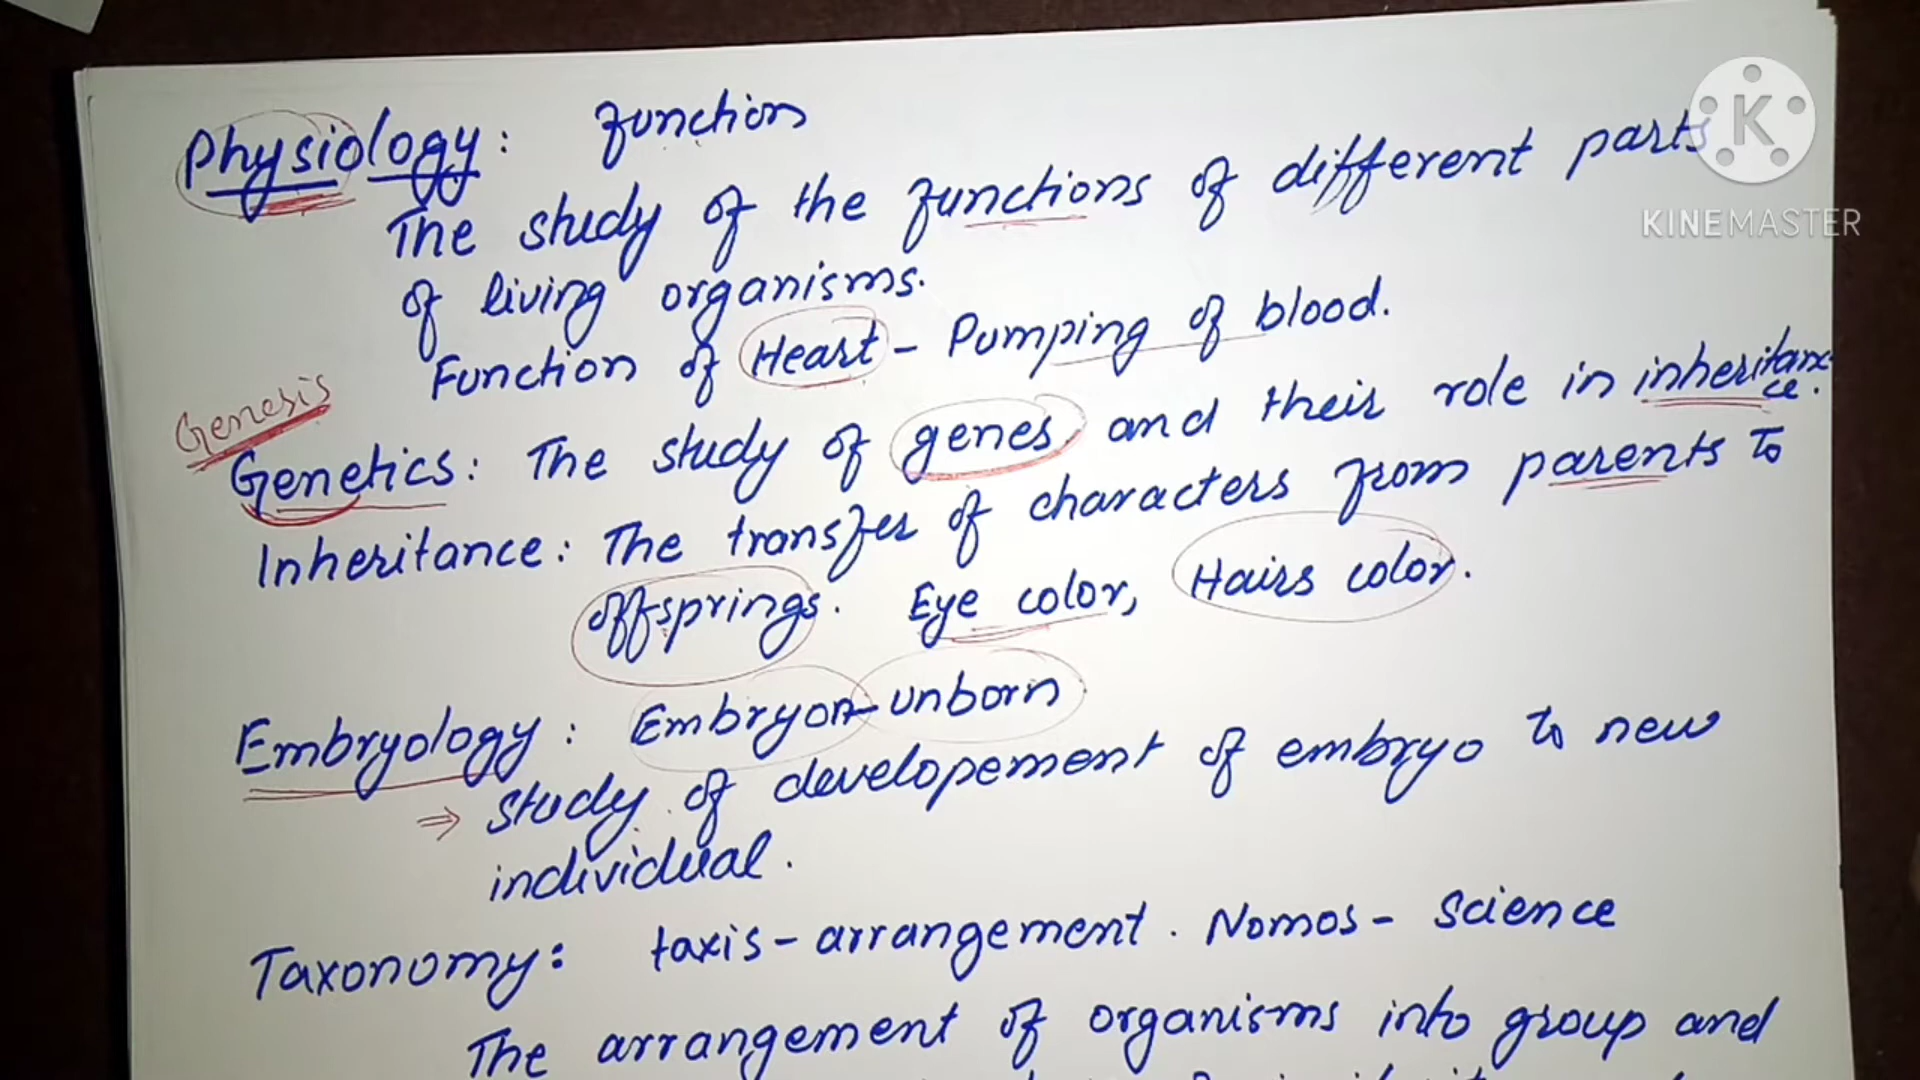 Physiology: function
The study of the functions of different parts
of living organisms.
Function of Heart - Pumping of blood.
Genesis
Genetics: The study of genes and their role in inheritance.
Inheritance: The transfer of characters from parents to
offsprings. Eye color, Hairs color.
Embryology: Embryon - unborn
⇒ study of developement of embryo to new
individual.
Taxonomy: taxis - arrangement. Nomos - Science
The arrangement of organisms into group and
K
KINEMASTER